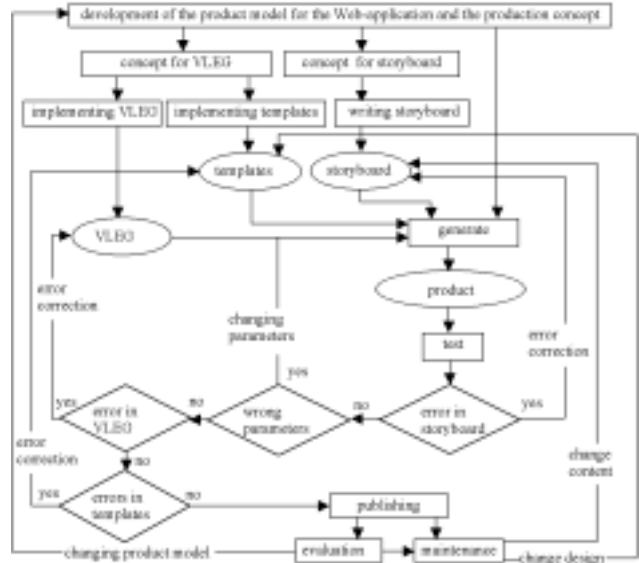 development of the product model for the Web-application and the production concept
concept for VLEG
concept for storyboard
implementing VLEG
implementing templates
writing storyboard
templates
storyboard
VLEG
generate
error
correction
product
changing
parameters
test
error
correction
yes
yes
error in
VLEG
no
wrong
parameters
no
error in
storyboard
yes
error
correction
no
change
content
yes
errors in
templates
no
publishing
changing product model
evaluation
maintenance
change design